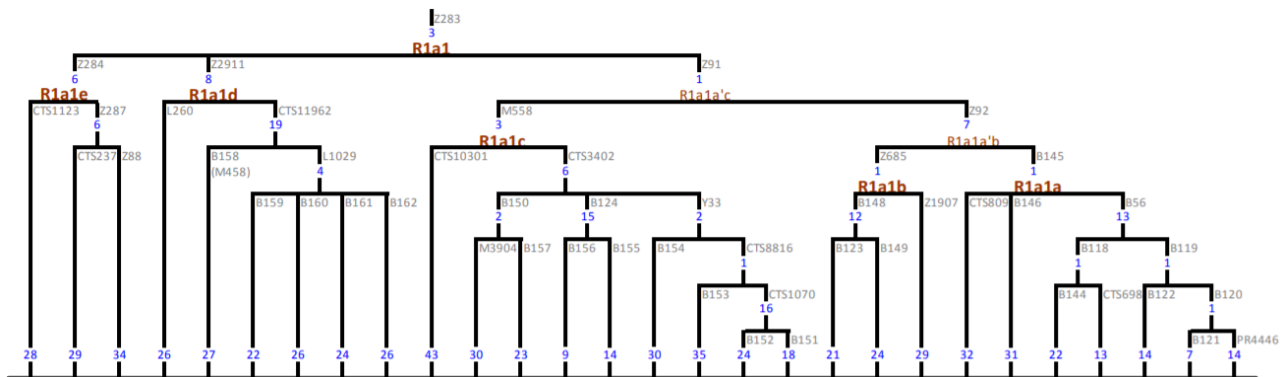 Z283
3
R1a1
Z284 Z2911 Z91
6 8 1
R1a1e R1a1d R1a1a'c
CTS1123 Z287 L260 CTS11962 M558 Z92
6 19 3 7
R1a1c R1a1a'b
CTS237 Z88 B158 L1029 CTS10301 CTS3402 Z685 B145
(M458) 4 6 1 1
R1a1b R1a1a
B159 B160 B161 B162 B150 B124 Y33 B148 Z1907 CTS809 B146 B56
2 15 2 12 13
M3904 B157 B156 B155 B154 CTS8816 B123 B149 B118 B119
1 1 1
B153 CTS1070 B144 CTS698 B122 B120
16 1
B152 B151 B121 PR4446
28 29 34 26 27 22 26 24 26 43 30 23 9 14 30 35 24 18 21 24 29 32 31 22 13 14 7 14